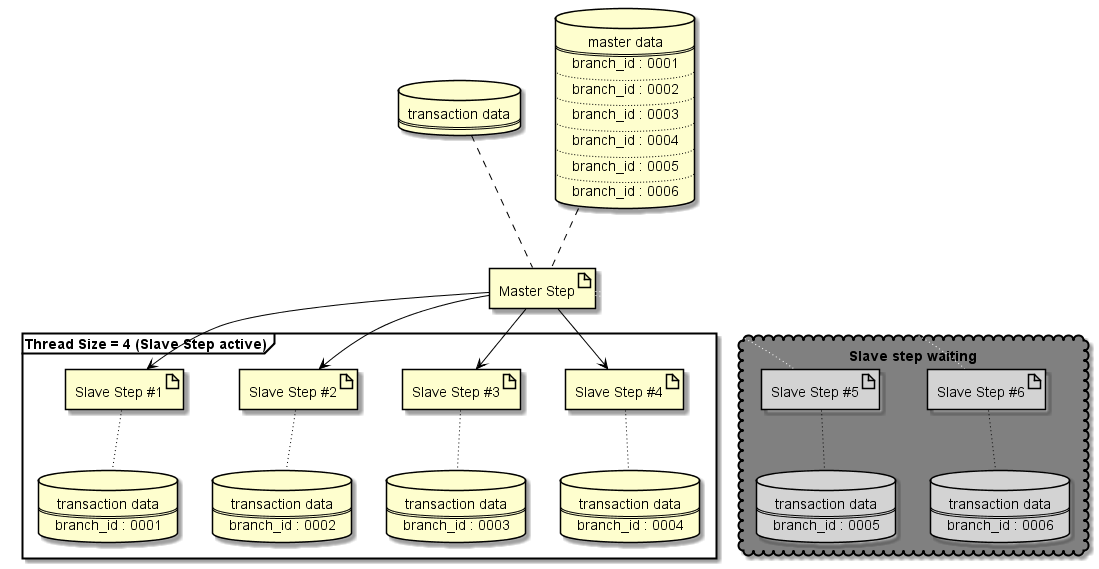 master data
branch_id : 0001
branch_id : 0002
branch_id : 0003
branch_id : 0004
branch_id : 0005
branch_id : 0006
transaction data
Master Step
Thread Size = 4 (Slave Step active)
Slave Step #1
Slave Step #2
Slave Step #3
Slave Step #4
transaction data
branch_id : 0001
transaction data
branch_id : 0002
transaction data
branch_id : 0003
transaction data
branch_id : 0004
Slave step waiting
Slave Step #5
Slave Step #6
transaction data
branch_id : 0005
transaction data
branch_id : 0006